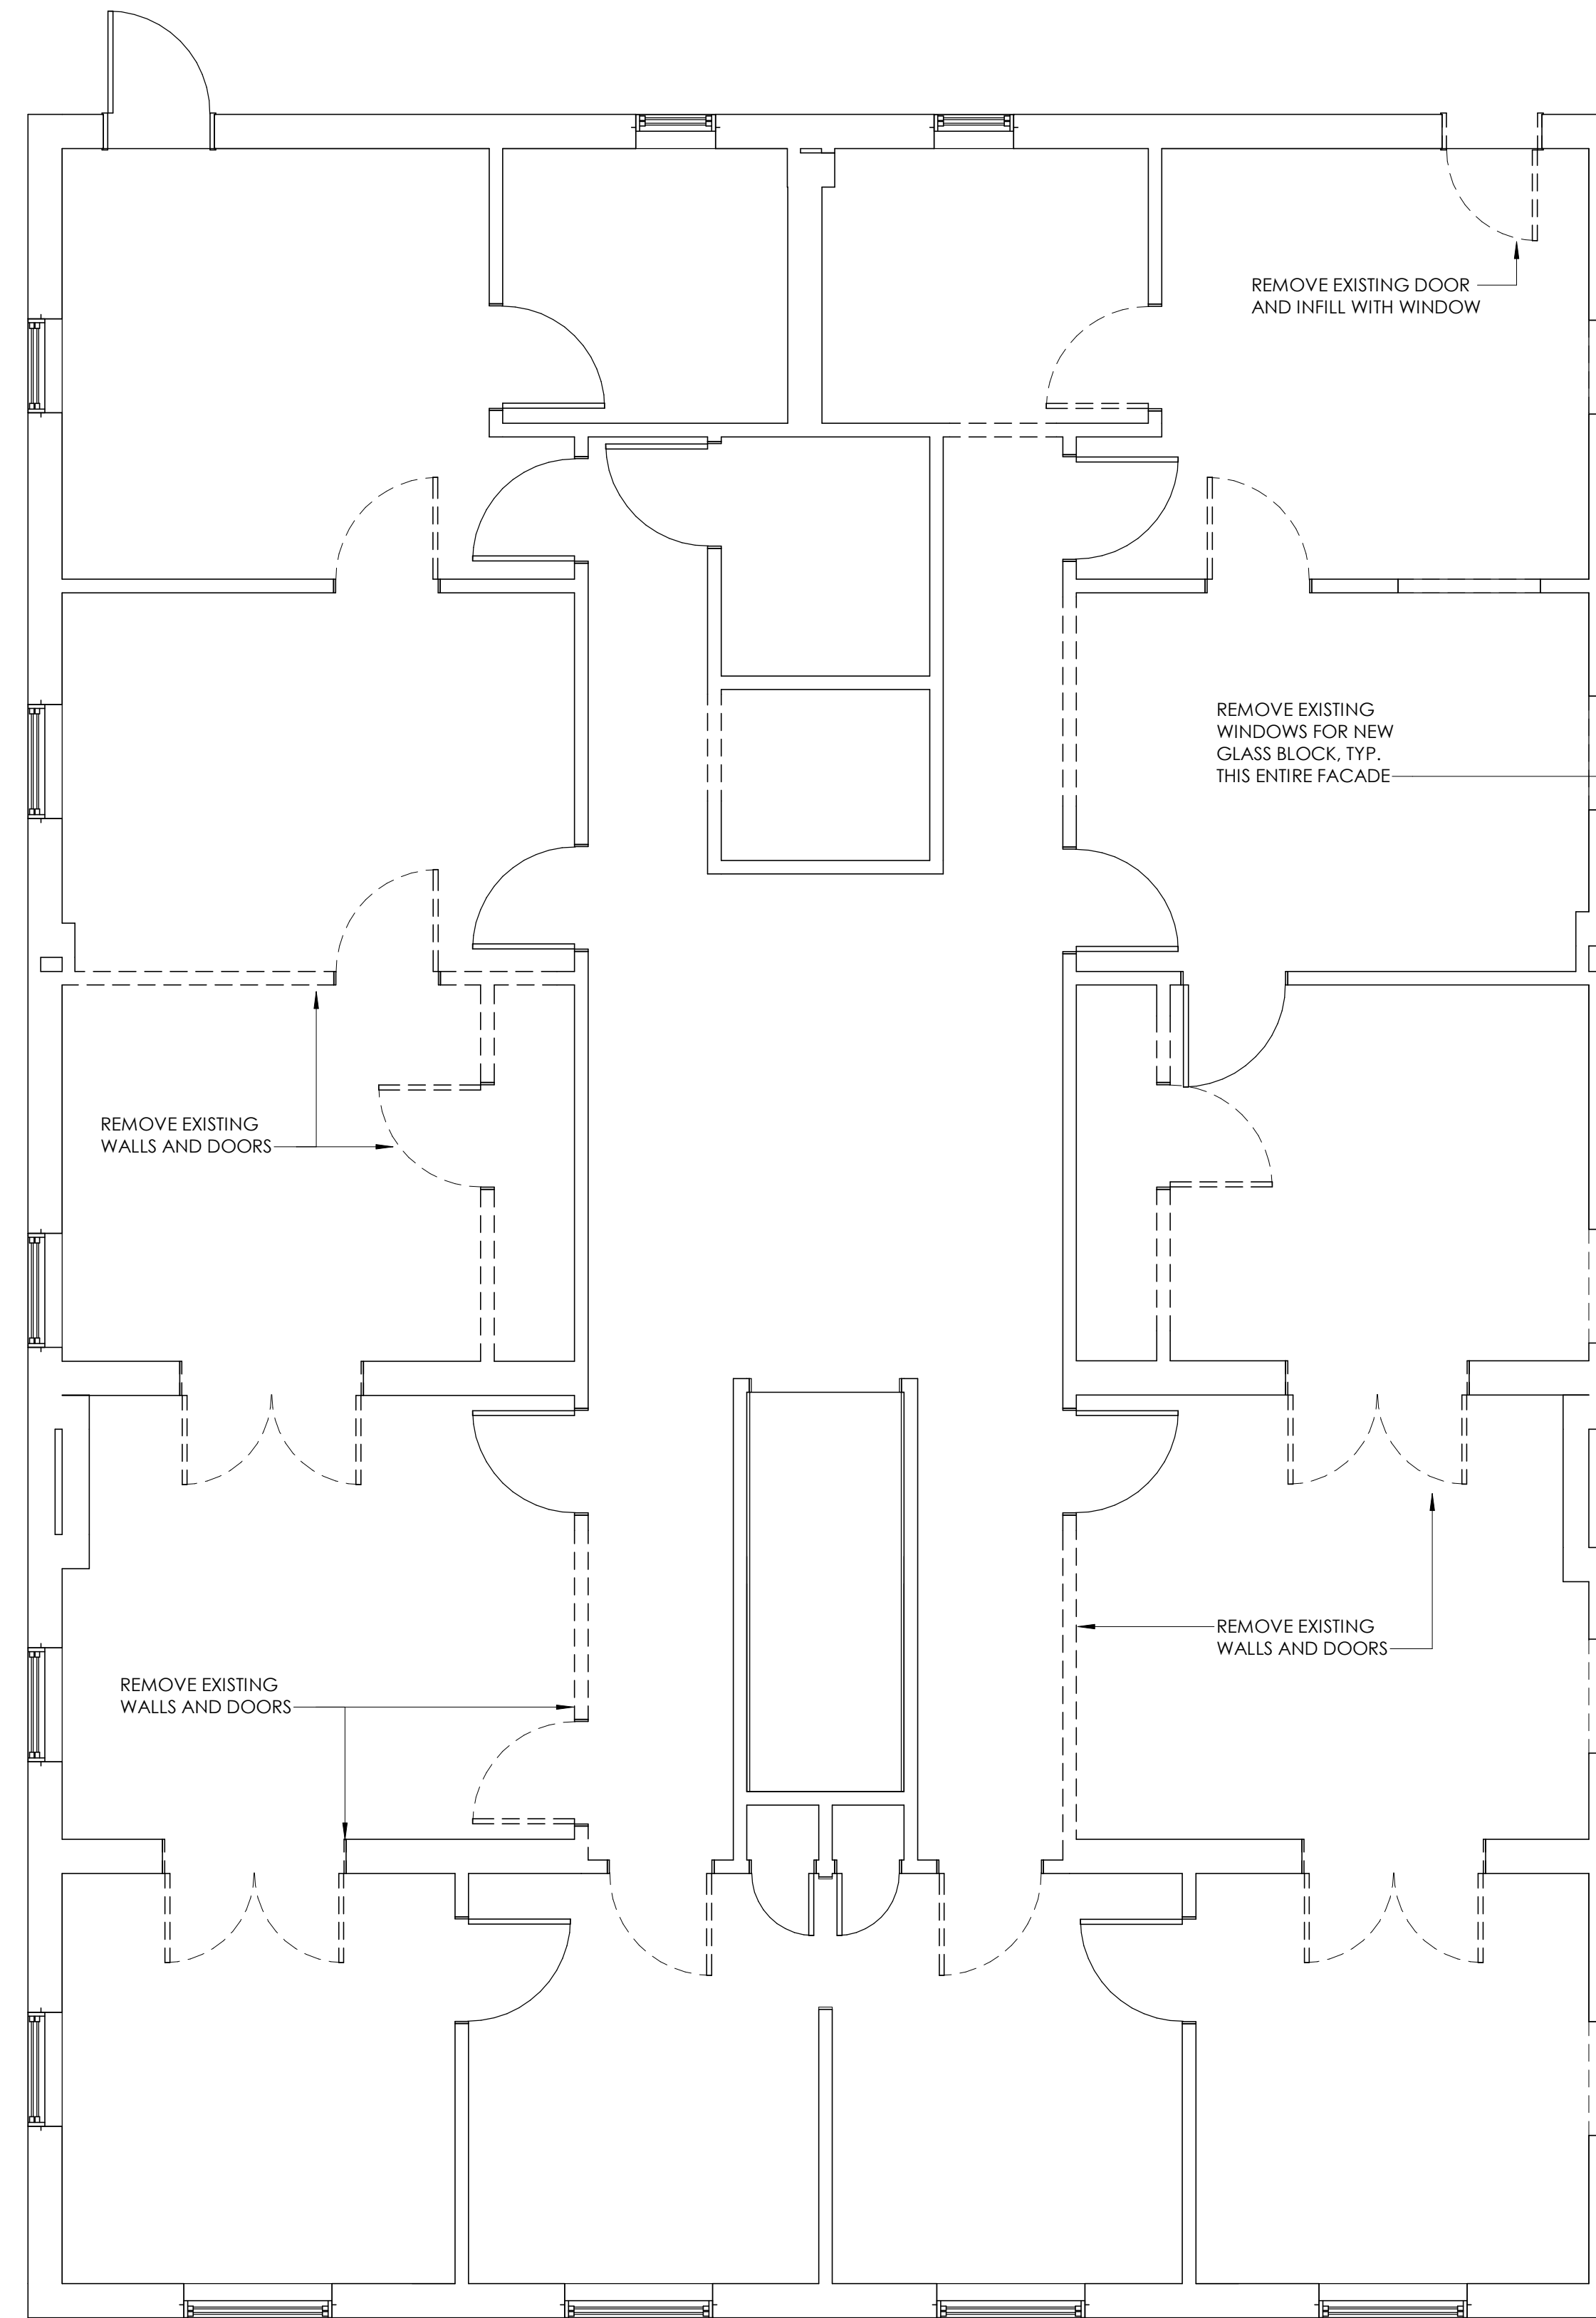 REMOVE EXISTING DOOR
AND INFILL WITH WINDOW
REMOVE EXISTING
WINDOWS FOR NEW
GLASS BLOCK, TYP.
THIS ENTIRE FACADE
REMOVE EXISTING
WALLS AND DOORS
REMOVE EXISTING
WALLS AND DOORS
REMOVE EXISTING
WALLS AND DOORS